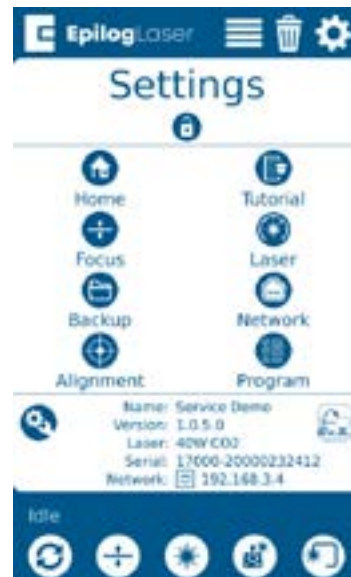 EpilogLaser
Settings
Home Tutorial
Focus Laser
Backup Network
Alignment Program
Name: Service Demo
Version: 1.0.5.0
Laser: 40W CO2
Serial: 17000-20000232412
Network: 192.168.3.4
Idle